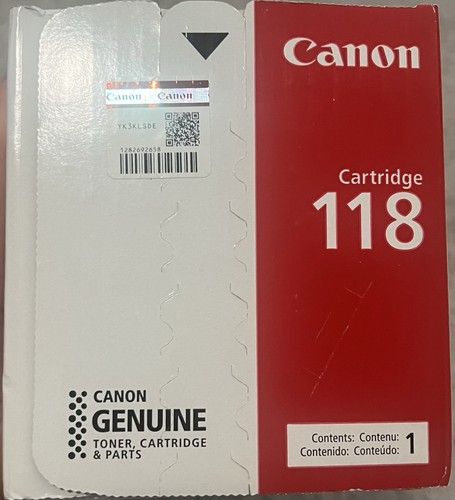 Canon Canon
YK3KLSDE
1282692658
CANON
GENUINE
TONER, CARTRIDGE
& PARTS
Canon
Cartridge
118
Contents: Contenu:
Contenido: Conteúdo: 1